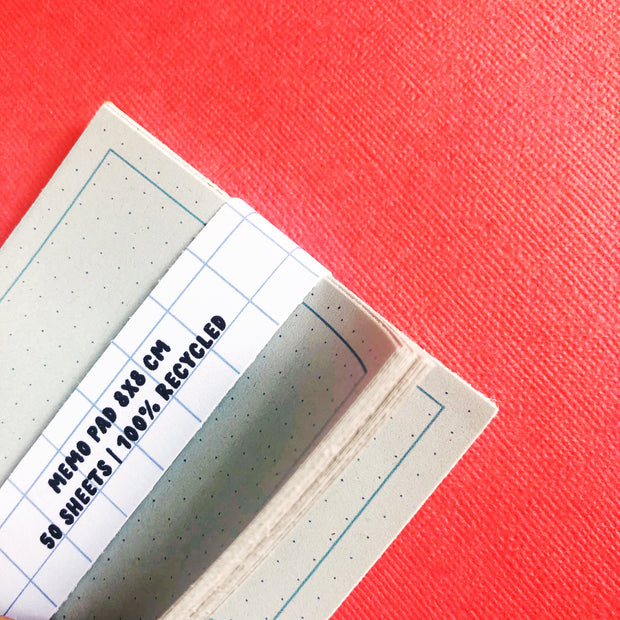 MEMO PAD 8X8 CM
50 SHEETS | 100% RECYCLED